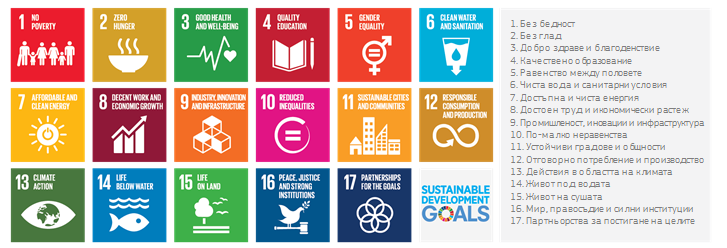 1 NO
POVERTY
2 ZERO
HUNGER
3 GOOD HEALTH
AND WELL-BEING
4 QUALITY
EDUCATION
5 GENDER
EQUALITY
6 CLEAN WATER
AND SANITATION
7 AFFORDABLE AND
CLEAN ENERGY
8 DECENT WORK AND
ECONOMIC GROWTH
9 INDUSTRY, INNOVATION
AND INFRASTRUCTURE
10 REDUCED
INEQUALITIES
11 SUSTAINABLE CITIES
AND COMMUNITIES
12 RESPONSIBLE
CONSUMPTION
AND PRODUCTION
13 CLIMATE
ACTION
14 LIFE
BELOW WATER
15 LIFE
ON LAND
16 PEACE, JUSTICE
AND STRONG
INSTITUTIONS
17 PARTNERSHIPS
FOR THE GOALS
SUSTAINABLE
DEVELOPMENT
GOALS
1. Без бедност
2. Без глад
3. Добро здраве и благоденствие
4. Качествено образование
5. Равенство между половете
6. Чиста вода и санитарни условия
7. Достъпна и чиста енергия
8. Достоен труд и икономически растеж
9. Промишленост, иновации и инфраструктура
10. По-малко неравенства
11. Устойчиви градове и общности
12. Отговорно потребление и производство
13. Действия в областта на климата
14. Живот под водата
15. Живот на сушата
16. Мир, правосъдие и силни институции
17. Партньорства за постигане на целите